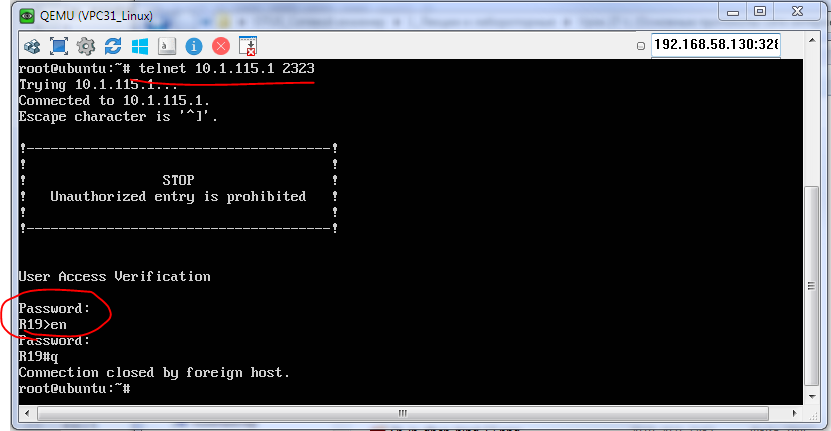 QEMU (VPC31_Linux)
192.168.58.130:328
root@ubuntu:~# telnet 10.1.115.1 2323
Trying 10.1.115.1...
Connected to 10.1.115.1.
Escape character is '^]'.
!--------------------------------------!
! !
! STOP !
! Unauthorized entry is prohibited !
! !
!--------------------------------------!
User Access Verification
Password:
R19>en
Password:
R19#q
Connection closed by foreign host.
root@ubuntu:~#